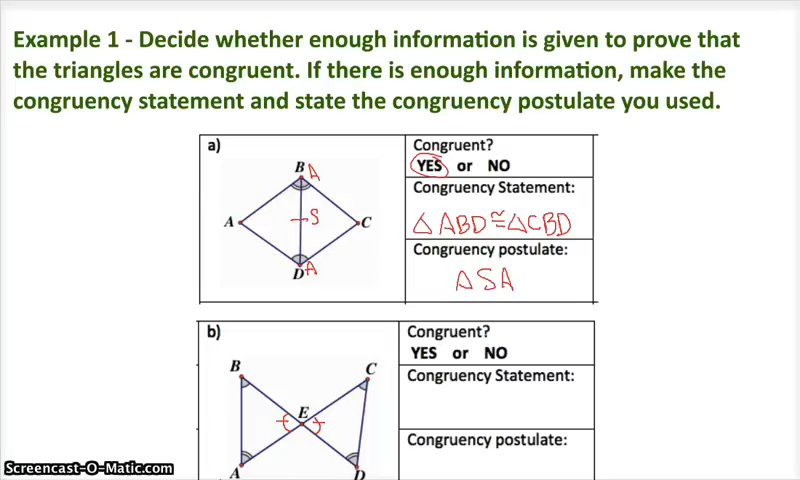 Example 1 - Decide whether enough information is given to prove that
the triangles are congruent. If there is enough information, make the
congruency statement and state the congruency postulate you used.
a)
B A
A
S
C
D A
Congruent?
YES or NO
Congruency Statement:
△ ABD ≅ △CBD
Congruency postulate:
ASA
b)
B
C
E
A
D
Congruent?
YES or NO
Congruency Statement:
Congruency postulate:
Screencast-O-Matic.com